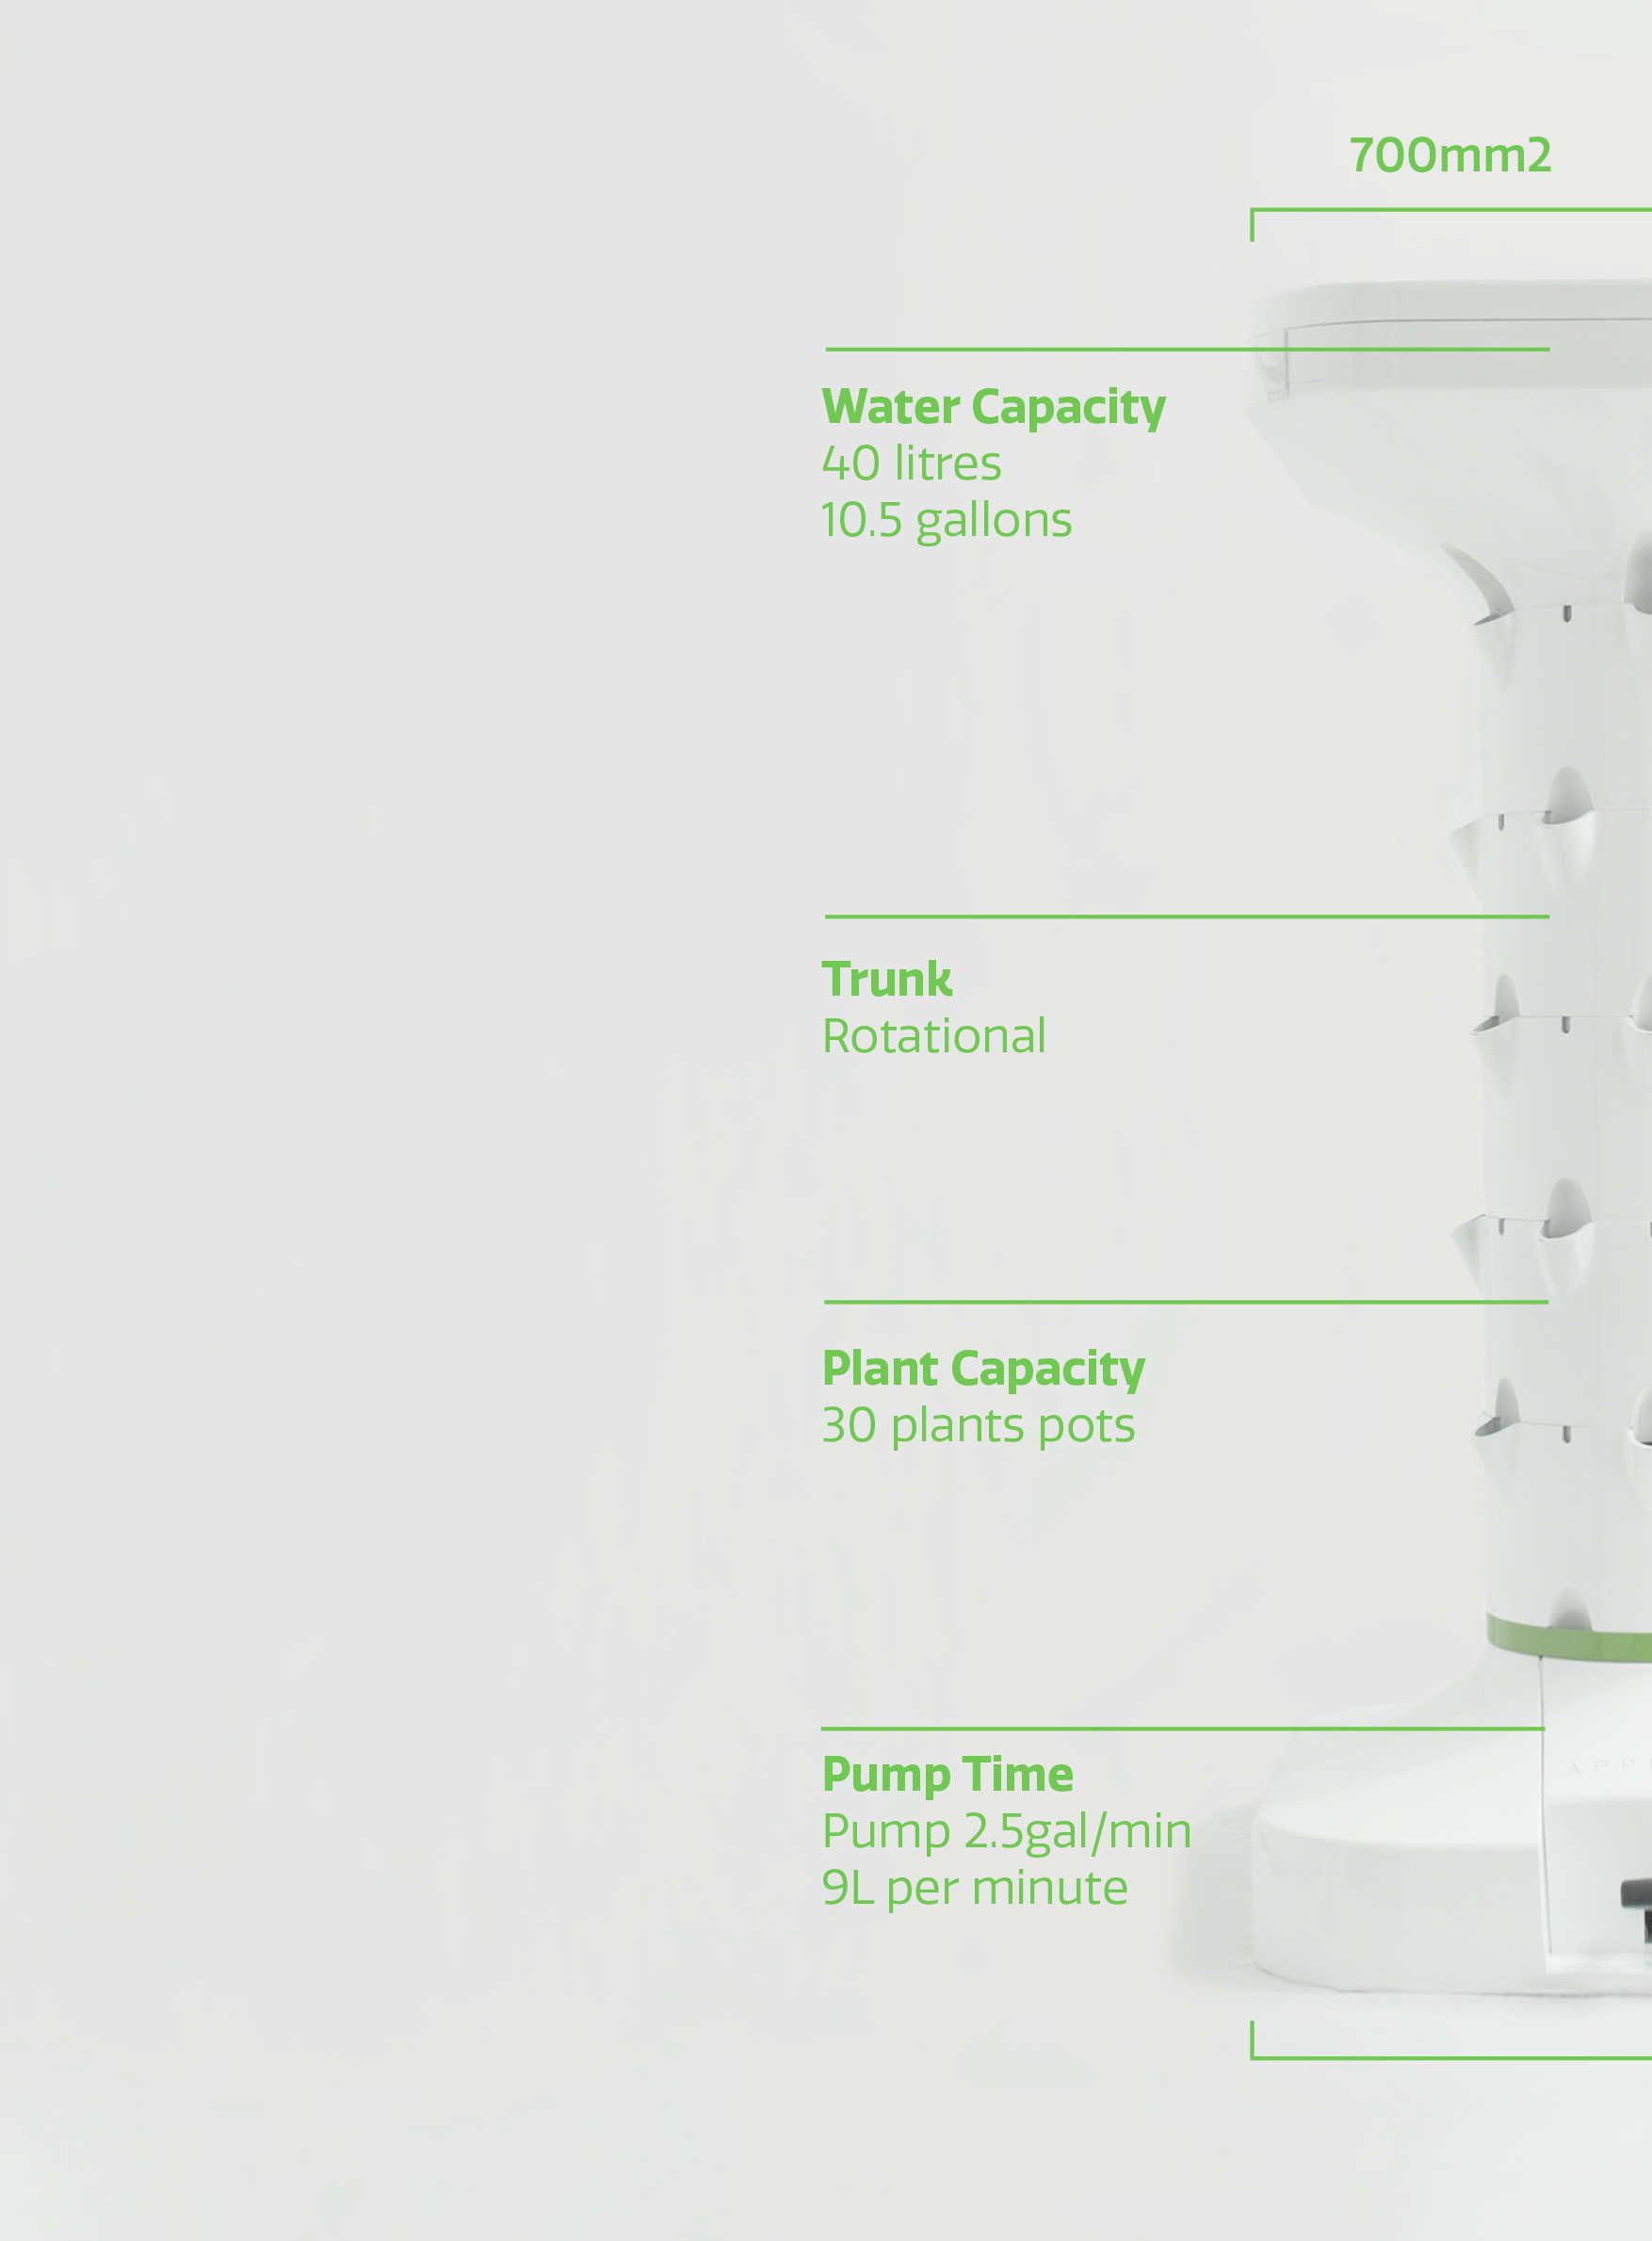 700mm2
Water Capacity
40 litres
10.5 gallons
Trunk
Rotational
Plant Capacity
30 plants pots
Pump Time
Pump 2.5gal/min
9L per minute